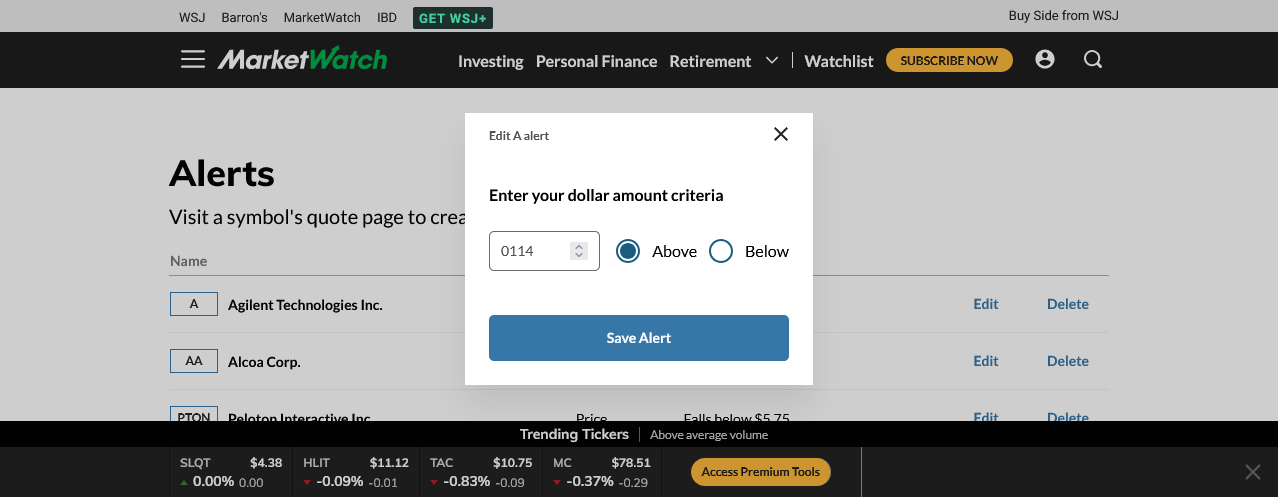 WSJ Barron's MarketWatch IBD GET WSJ+ Buy Side from WSJ
MarketWatch Investing Personal Finance Retirement Watchlist SUBSCRIBE NOW
Edit A alert
Alerts
Enter your dollar amount criteria
Visit a symbol's quote page to crea
0114 Above Below
Name
A Agilent Technologies Inc. Edit Delete
Save Alert
AA Alcoa Corp. Edit Delete
PTON Peloton Interactive Inc. Price Falls below $5.75 Edit Delete
Trending Tickers Above average volume
SLQT $4.38 HLIT $11.12 TAC $10.75 MC $78.51
0.00% 0.00 -0.09% -0.01 -0.83% -0.09 -0.37% -0.29
Access Premium Tools